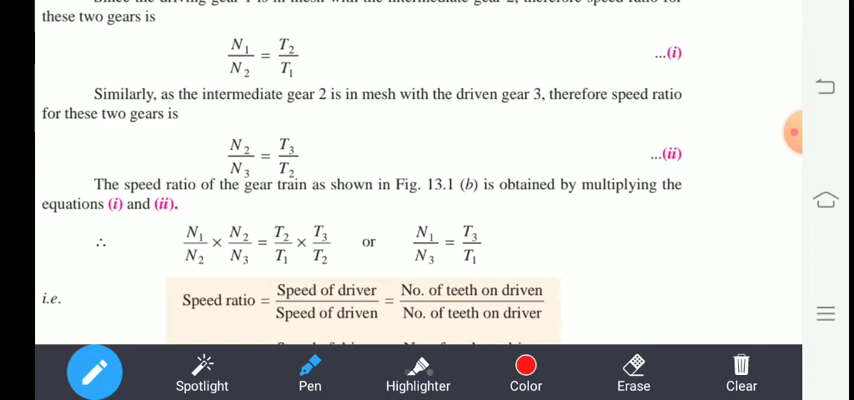 these two gears is
N1/N2 = T2/T1 ...(i)
Similarly, as the intermediate gear 2 is in mesh with the driven gear 3, therefore speed ratio
for these two gears is
N2/N3 = T3/T2 ...(ii)
The speed ratio of the gear train as shown in Fig. 13.1 (b) is obtained by multiplying the
equations (i) and (ii).
∴ N1/N2 × N2/N3 = T2/T1 × T3/T2 or N1/N3 = T3/T1
i.e. Speed ratio = Speed of driver/Speed of driven = No. of teeth on driven/No. of teeth on driver
Spotlight Pen Highlighter Color Erase Clear